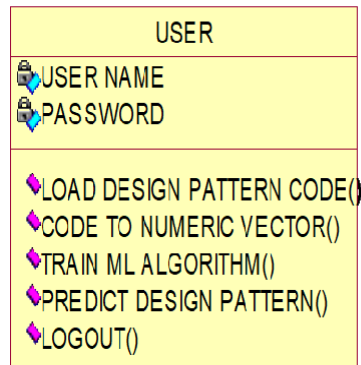 USER
USER NAME
PASSWORD
LOAD DESIGN PATTERN CODE()
CODE TO NUMERIC VECTOR()
TRAIN ML ALGORITHM()
PREDICT DESIGN PATTERN()
LOGOUT()